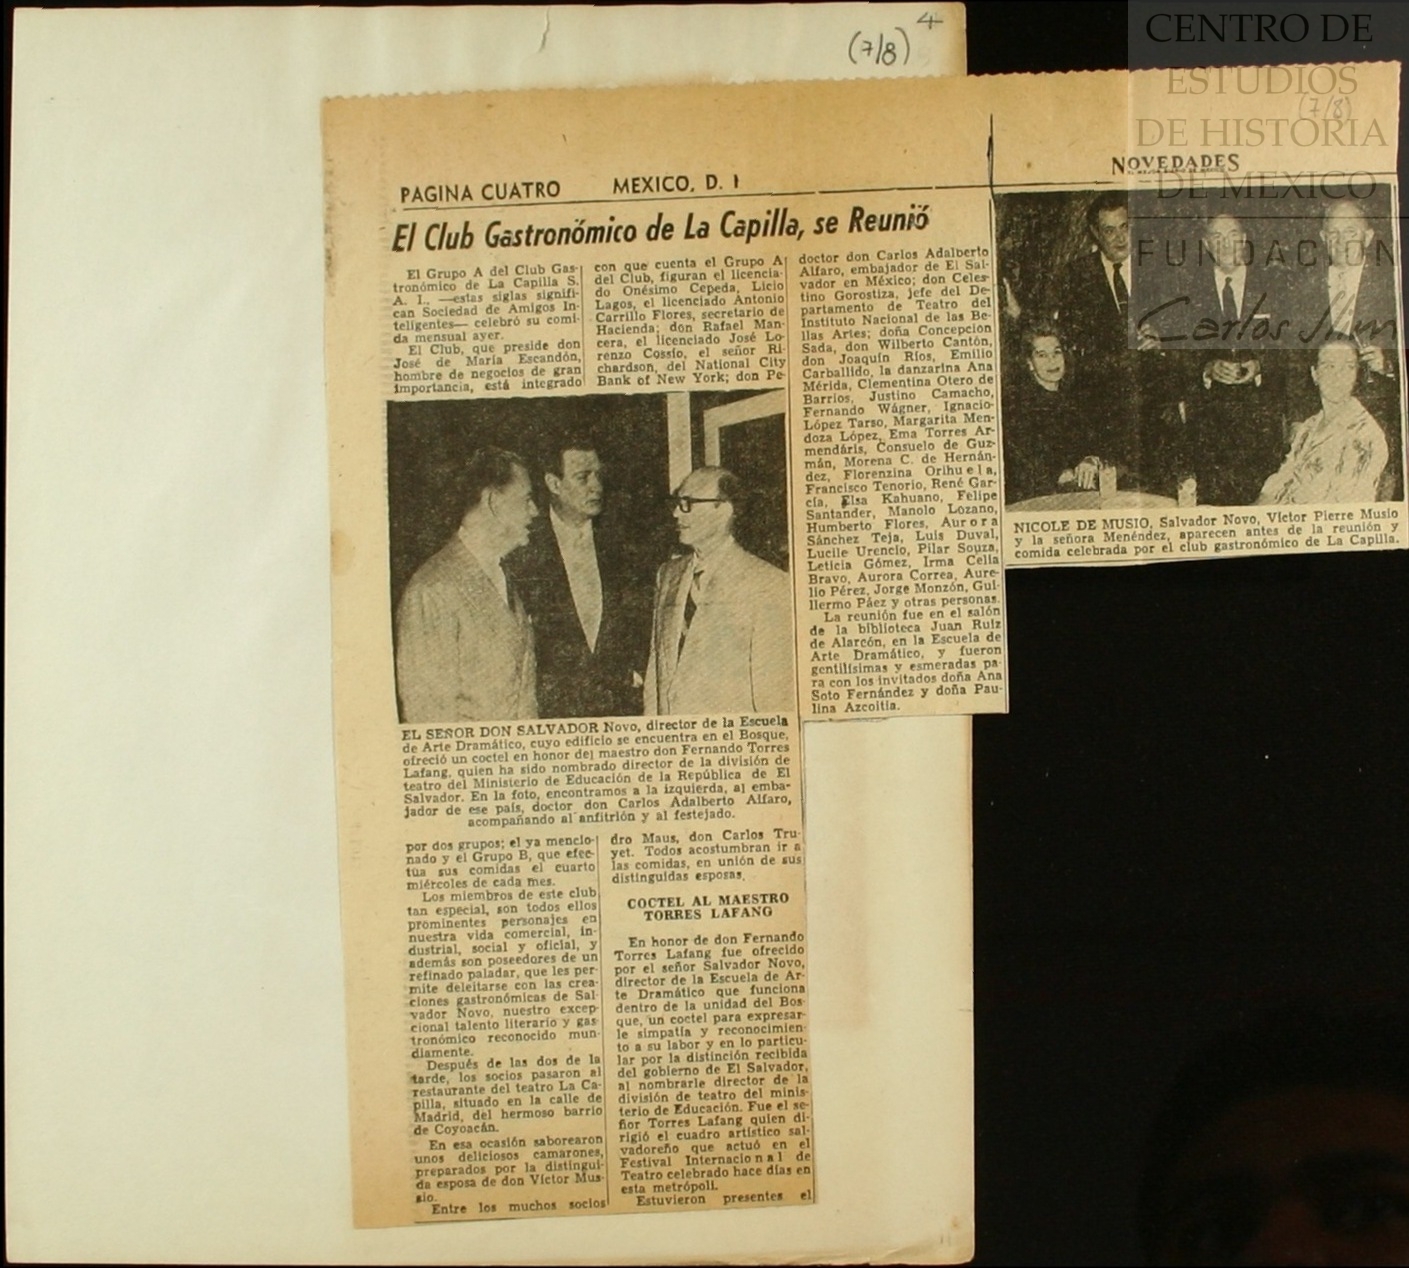 4
(7/8)
CENTRO DE
ESTUDIOS
DE HISTORIA
DE MEXICO
FUNDACIÓN
Carlos Slim
(7/8)
PAGINA CUATRO MEXICO, D.
NOVEDADES
El Club Gastronómico de La Capilla, se Reunió
El Grupo A del Club Gas-
tronómico de La Capilla S.
A. I., —estas siglas signifi-
can Sociedad de Amigos In-
teligentes— celebró su comi-
da mensual ayer.
El Club, que preside don
José de María Escandón,
hombre de negocios de gran
importancia, está integrado
EL SEÑOR DON SALVADOR Novo, director de la Escuela
de Arte Dramático, cuyo edificio se encuentra en el Bosque,
ofreció un coctel en honor del maestro don Fernando Torres
Lafang, quien ha sido nombrado director de la división de
teatro del Ministerio de Educación de la República de El
Salvador. En la foto, encontramos a la izquierda, al emba-
jador de ese país, doctor don Carlos Adalberto Alfaro,
acompañando al anfitrión y al festejado.
por dos grupos; el ya mencio-
nado y el Grupo B, que efec-
túa sus comidas el cuarto
miércoles de cada mes.
Los miembros de este club
tan especial, son todos ellos
prominentes personajes en
nuestra vida comercial, in-
dustrial, social y oficial, y
además son poseedores de un
refinado paladar, que les per-
mite deleitarse con las crea-
ciones gastronómicas de Sal-
vador Novo, nuestro excep-
cional talento literario y gas-
tronómico reconocido mun-
diamente.
Después de las dos de la
tarde, los socios pasaron al
restaurante del teatro La Ca-
pilla, situado en la calle de
Madrid, del hermoso barrio
de Coyoacán.
En esa ocasión saborearon
unos deliciosos camarones,
preparados por la distingui-
da esposa de don Víctor Mus-
sio.
Entre los muchos socios
con que cuenta el Grupo A
del Club, figuran el licencia-
do Onésimo Cepeda, Licio
Lagos, el licenciado Antonio
Carrillo Flores, secretario de
Hacienda; don Rafael Man-
cera, el licenciado José Lo-
renzo Cossío, el señor Ri-
chardson, del National City
Bank of New York; don Pe-
dro Maus, don Carlos Tru-
yet. Todos acostumbran ir a
las comidas, en unión de sus
distinguidas esposas.
COCTEL AL MAESTRO
TORRES LAFANG
En honor de don Fernando
Torres Lafang fue ofrecido
por el señor Salvador Novo,
director de la Escuela de Ar-
te Dramático que funciona
dentro de la unidad del Bos-
que, un coctel para expresar-
le simpatía y reconocimien-
to a su labor y en lo particu-
lar por la distinción recibida
del gobierno de El Salvador,
al nombrarle director de la
división de teatro del minis-
terio de Educación. Fue el se-
ñor Torres Lafang quien di-
rigió el cuadro artístico sal-
vadoreño que actuó en el
Festival Internacional de
Teatro celebrado hace días en
esta metrópoli.
Estuvieron presentes el
doctor don Carlos Adalberto
Alfaro, embajador de El Sal-
vador en México; don Celes-
tino Gorostiza, jefe del De-
partamento de Teatro del
Instituto Nacional de las Be-
llas Artes; doña Concepción
Sada, don Wilberto Cantón,
don Joaquín Ríos, Emilio
Carballido, la danzarina Ana
Mérida, Clementina Otero de
Barrios, Justino Camacho,
Fernando Wágner, Ignacio
López Tarso, Margarita Men-
doza López, Ema Torres Ar-
mendáris, Consuelo de Guz-
mán, Morena C. de Hernán-
dez, Florenzina Orihuela,
Francisco Tenorio, René Gar-
cía, Elsa Kahuano, Felipe
Santander, Manolo Lozano,
Humberto Flores, Aurora
Sánchez Teja, Luis Duval,
Lucile Urencio, Pilar Souza,
Leticia Gómez, Irma Celia
Bravo, Aurora Correa, Aure-
lio Pérez, Jorge Monzón, Gui-
llermo Páez y otras personas.
La reunión fue en el salón
de la biblioteca Juan Ruiz
de Alarcón, en la Escuela de
Arte Dramático, y fueron
gentilísimas y esmeradas pa-
ra con los invitados doña Ana
Soto Fernández y doña Pau-
lina Azcoitia.
NICOLE DE MUSIO, Salvador Novo, Víctor Pierre Musio
y la señora Menéndez, aparecen antes de la reunión y
comida celebrada por el club gastronómico de La Capilla.